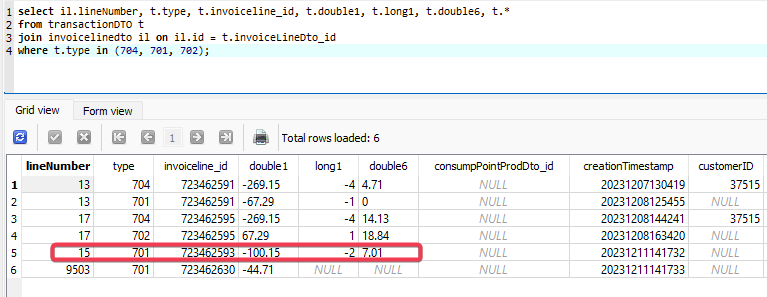 1 select il.lineNumber, t.type, t.invoiceline_id, t.double1, t.long1, t.double6, t.*
2 from transactionDTO t
3 join invoicelinedto il on il.id = t.invoiceLineDto_id
4 where t.type in (704, 701, 702);
Grid view Form view
1 Total rows loaded: 6
lineNumber type invoiceline_id double1 long1 double6 consumpPointProdDto_id creationTimestamp customerID
1 13 704 723462591 -269.15 -4 4.71 NULL 20231207130419 37515
2 13 701 723462591 -67.29 -1 0 NULL 20231208125455 NULL
3 17 704 723462595 -269.15 -4 14.13 NULL 20231208144241 37515
4 17 702 723462595 67.29 1 18.84 NULL 20231208163420 NULL
5 15 701 723462593 -100.15 -2 7.01 NULL 20231211141732 NULL
6 9503 701 723462630 -44.71 NULL NULL NULL 20231211141733 NULL